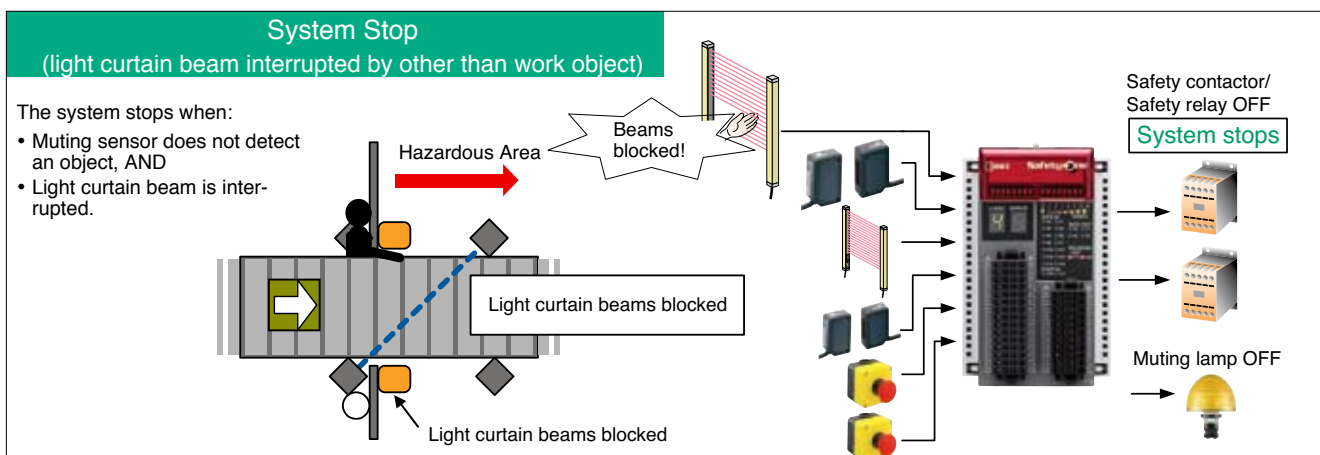 System Stop
(light curtain beam interrupted by other than work object)
The system stops when:
• Muting sensor does not detect
an object, AND
• Light curtain beam is inter-
rupted.
Hazardous Area
Light curtain beams blocked
Light curtain beams blocked
Beams
blocked!
Safety contactor/
Safety relay OFF
System stops
Muting lamp OFF